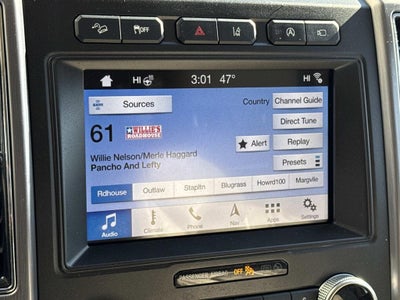 OFF
HI 3:01 47° HI
Sources
Country
Channel Guide
Direct Tune
61 WILLIE'S ROADHOUSE
Alert
Replay
Willie Nelson/Merle Haggard
Pancho And Lefty
Presets
Rdhouse Outlaw Stapltn Blugrass Howrd100 Margvlle
Audio Climate Phone Nav Apps Settings
PASSENGER AIRBAG OFF